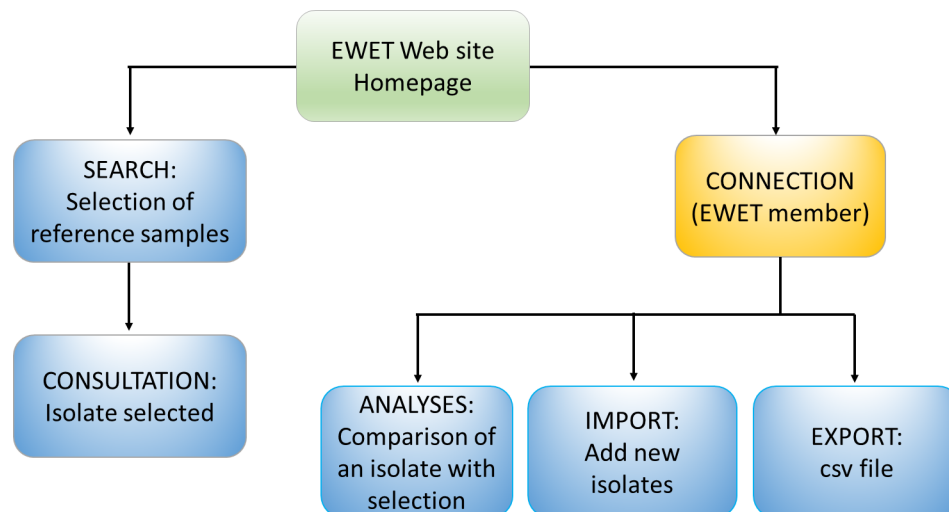 EWET Web site
Homepage
SEARCH:
Selection of
reference samples
CONNECTION
(EWET member)
CONSULTATION:
Isolate selected
ANALYSES:
Comparison of
an isolate with
selection
IMPORT:
Add new
isolates
EXPORT:
csv file